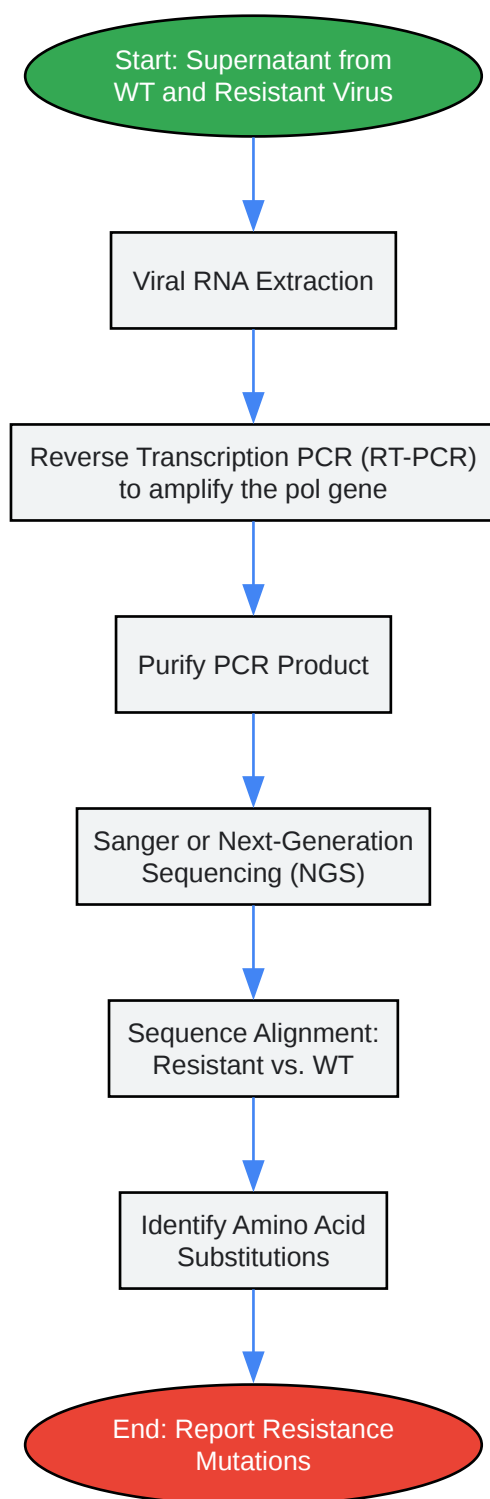 Start: Supernatant from
WT and Resistant Virus
Viral RNA Extraction
Reverse Transcription PCR (RT-PCR)
to amplify the pol gene
Purify PCR Product
Sanger or Next-Generation
Sequencing (NGS)
Sequence Alignment:
Resistant vs. WT
Identify Amino Acid
Substitutions
End: Report Resistance
Mutations